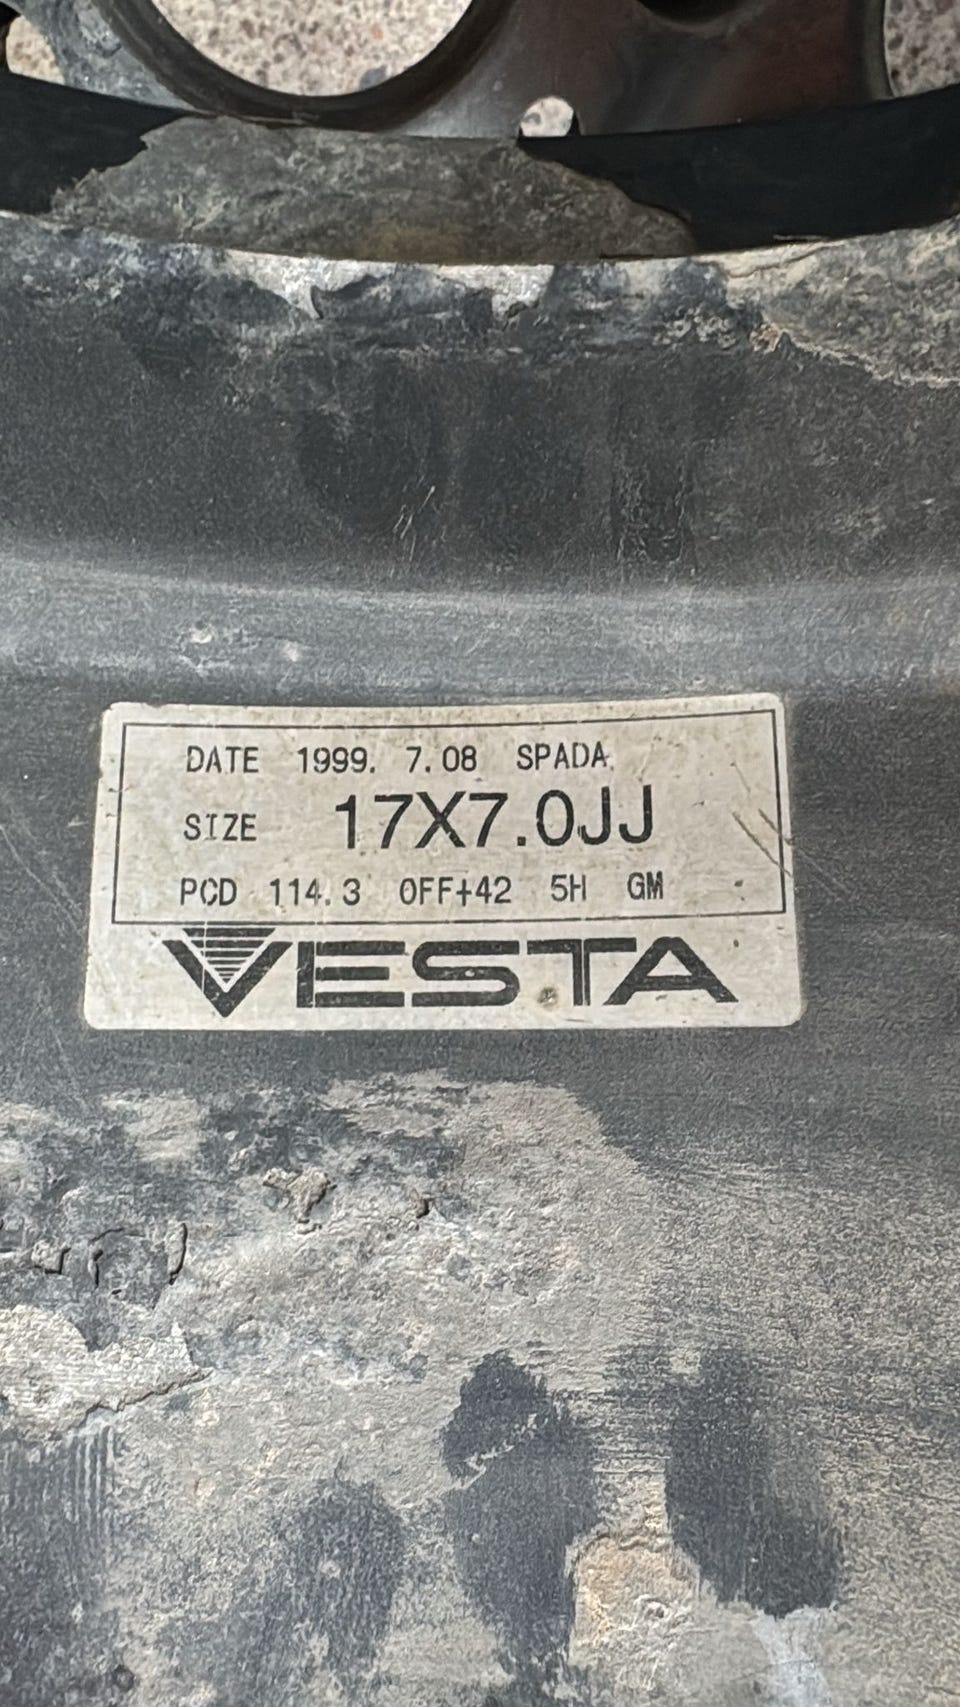 DATE 1999. 7.08 SPADA
SIZE 17X7.0JJ
PCD 114.3 OFF+42 5H GM
VESTA